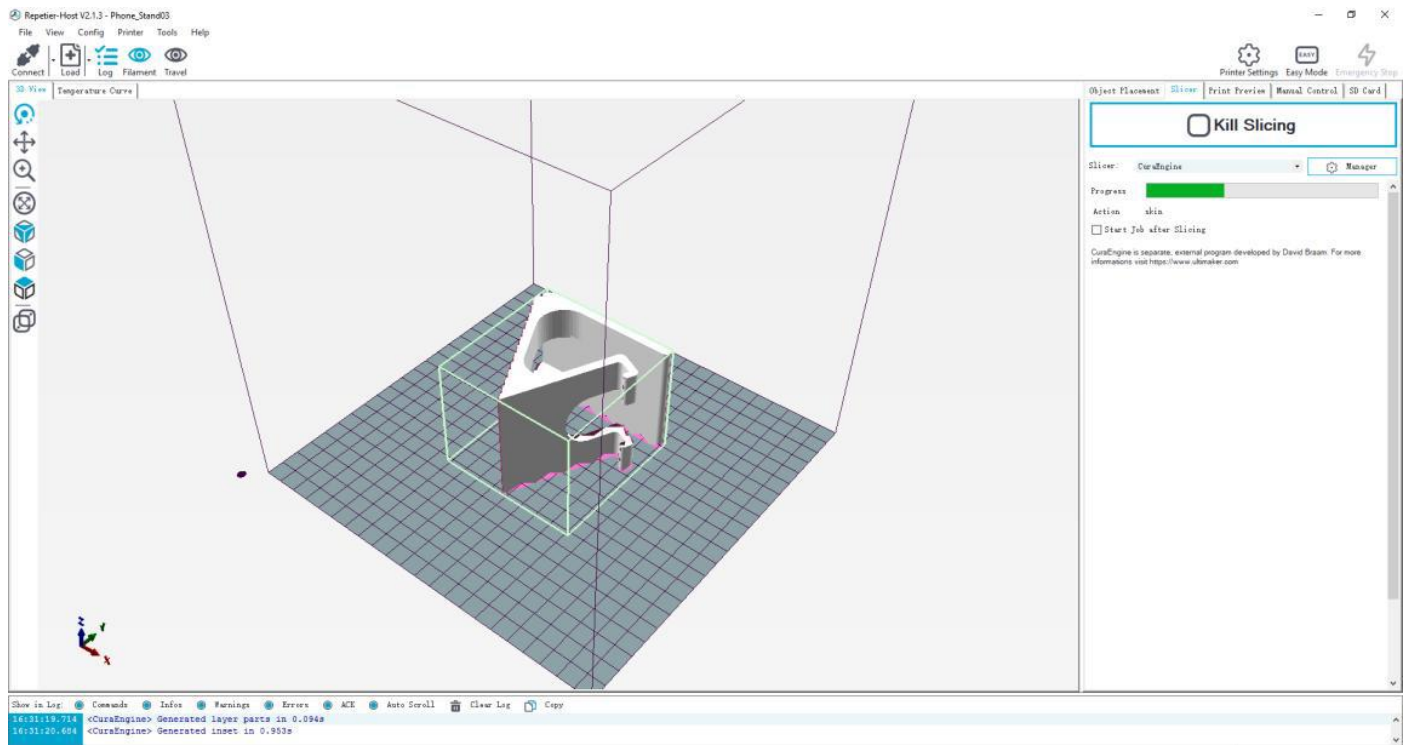 Repetier-Host V2.1.3 - Phone_Stand03
File View Config Printer Tools Help
Connect Load Log Filament Travel
Printer Settings Easy Mode Emergency Stop
EASY
3D View Temperature Curve
Object Placement Slicer Print Preview Manual Control SD Card
Kill Slicing
Slicer: CuraEngine Manager
Progress
Action skin
Start Job after Slicing
CuraEngine is separate, external program developed by David Braam. For more
informations visit https://www.ultimaker.com
Z
Y
X
Show in Log: Commands Infos Warnings Errors ACK Auto Scroll Clear Log Copy
16:31:19.714 <CuraEngine> Generated layer parts in 0.094s
16:31:20.684 <CuraEngine> Generated inset in 0.953s